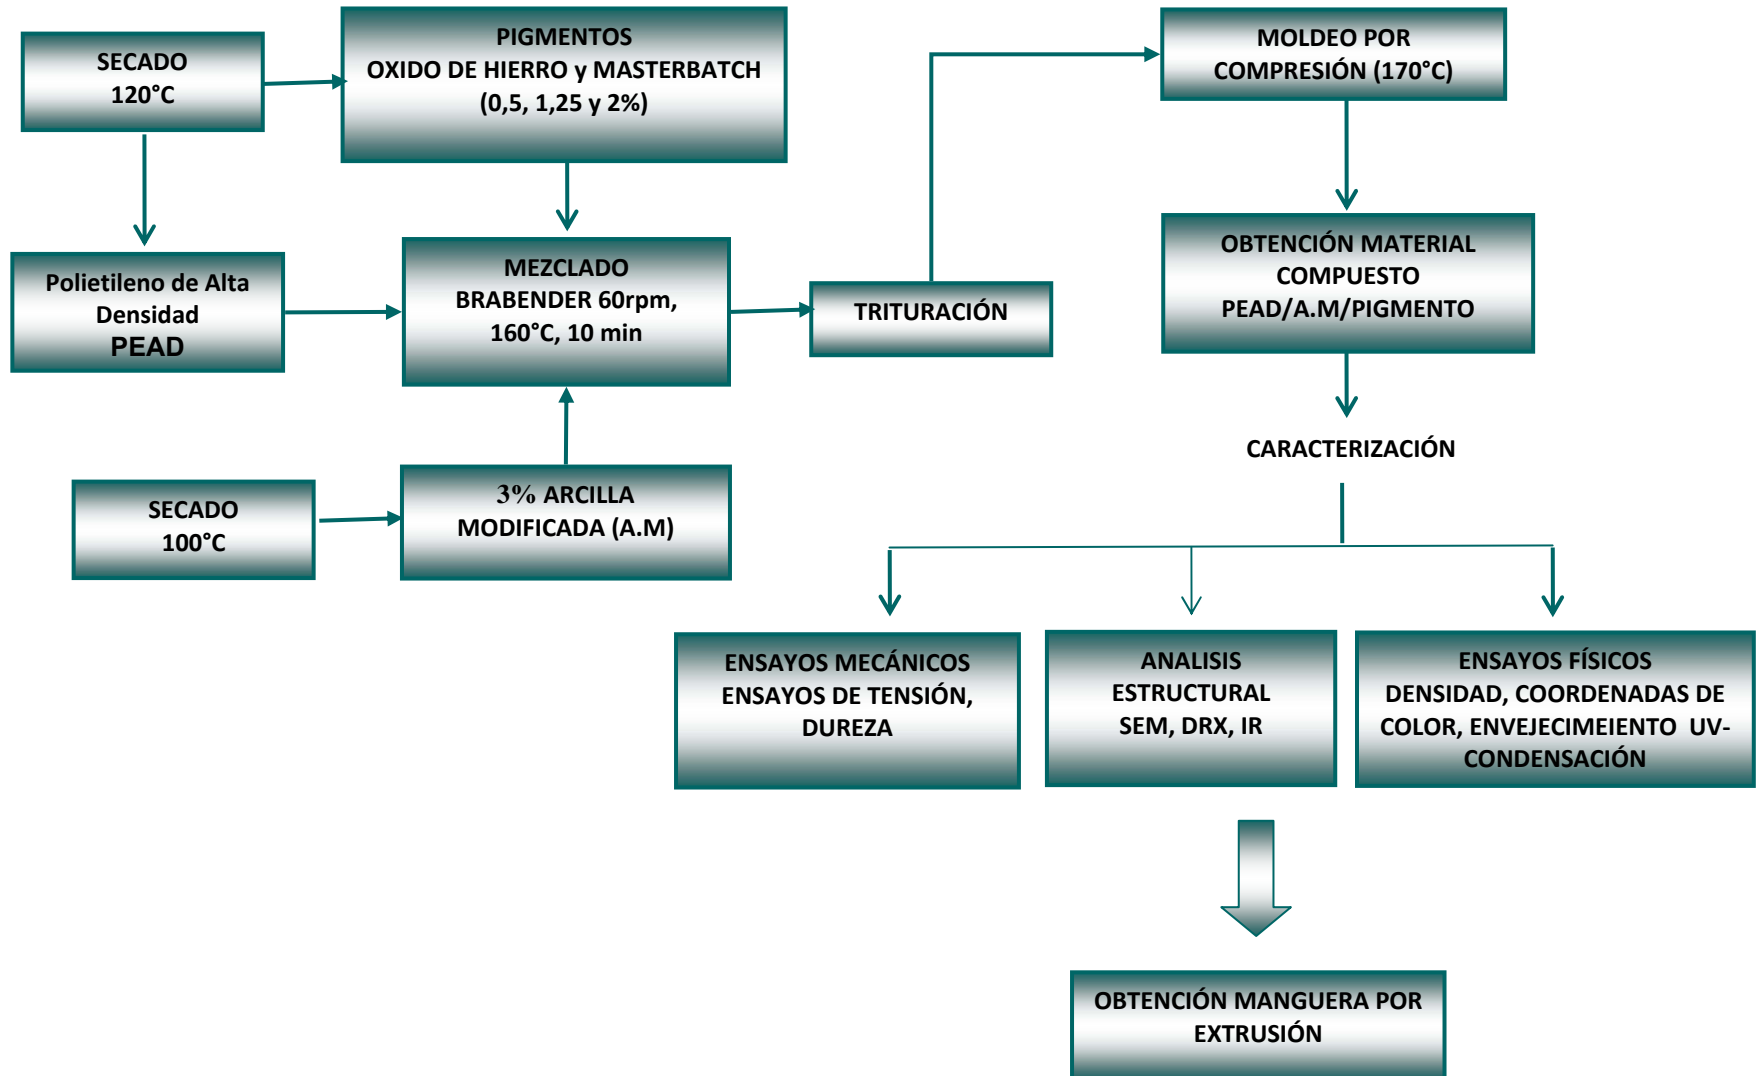 SECADO
120°C
PIGMENTOS
OXIDO DE HIERRO y MASTERBATCH
(0,5, 1,25 y 2%)
MOLDEO POR
COMPRESIÓN (170°C)
Polietileno de Alta
Densidad
PEAD
MEZCLADO
BRABENDER 60rpm,
160°C, 10 min
TRITURACIÓN
OBTENCIÓN MATERIAL
COMPUESTO
PEAD/A.M/PIGMENTO
SECADO
100°C
3% ARCILLA
MODIFICADA (A.M)
CARACTERIZACIÓN
ENSAYOS MECÁNICOS
ENSAYOS DE TENSIÓN,
DUREZA
ANALISIS
ESTRUCTURAL
SEM, DRX, IR
ENSAYOS FÍSICOS
DENSIDAD, COORDENADAS DE
COLOR, ENVEJECIMEIENTO UV-
CONDENSACIÓN
OBTENCIÓN MANGUERA POR
EXTRUSIÓN